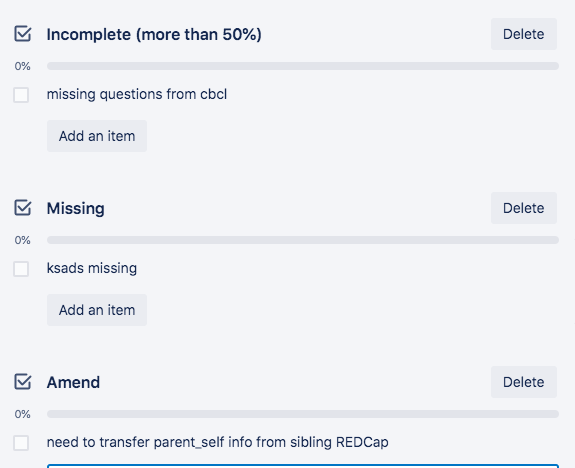 Incomplete (more than 50%)
Delete
0%
missing questions from cbcl
Add an item
Missing
Delete
0%
ksads missing
Add an item
Amend
Delete
0%
need to transfer parent_self info from sibling REDCap